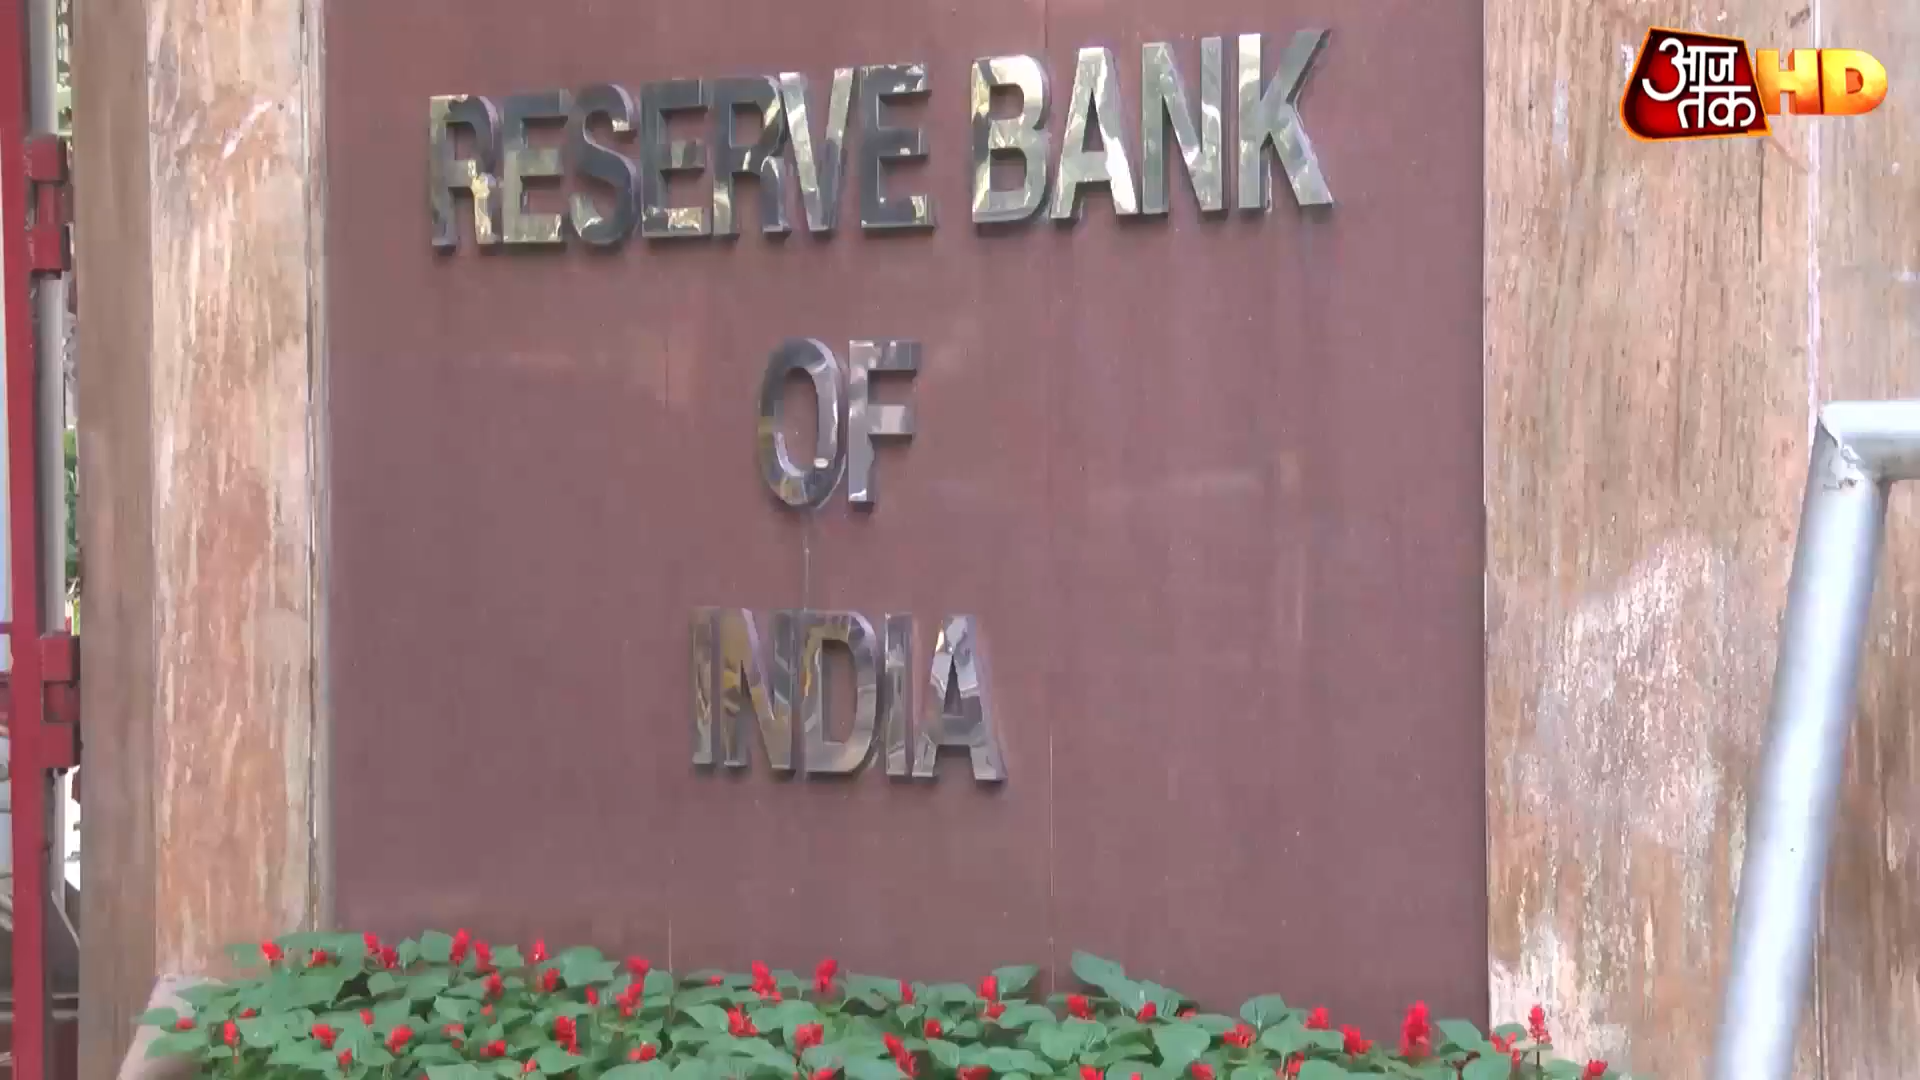 आज
तक HD
RESERVE BANK
OF
INDIA